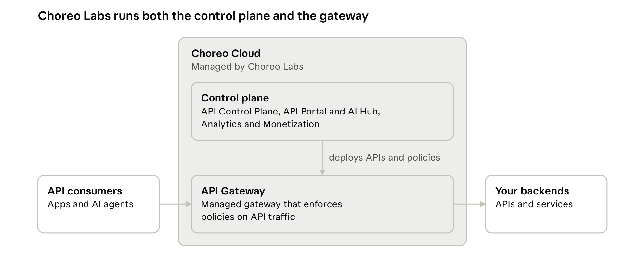 Choreo Labs runs both the control plane and the gateway
Choreo Cloud
Managed by Choreo Labs
Control plane
API Control Plane, API Portal and AI Hub,
Analytics and Monetization
deploys APIs and policies
API consumers
Apps and AI agents
API Gateway
Managed gateway that enforces
policies on API traffic
Your backends
APIs and services